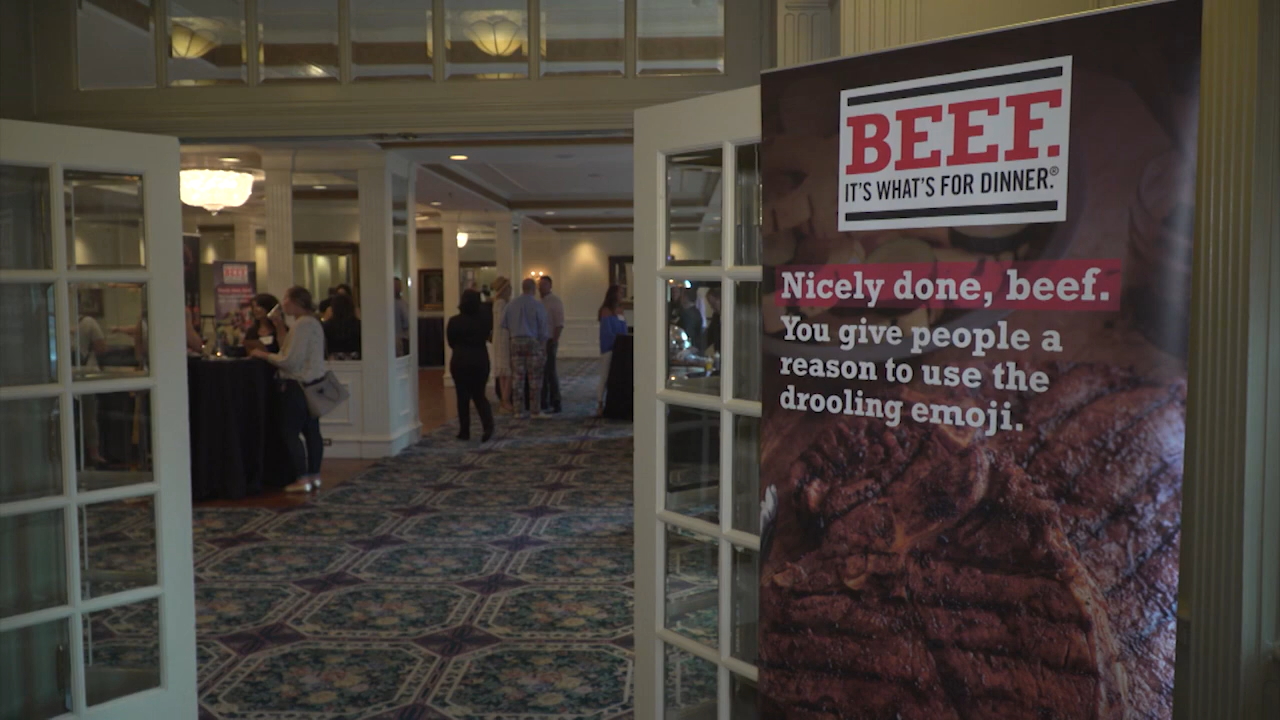 BEEF.
IT'S WHAT'S FOR DINNER.®
Nicely done, beef.
You give people a
reason to use the
drooling emoji.